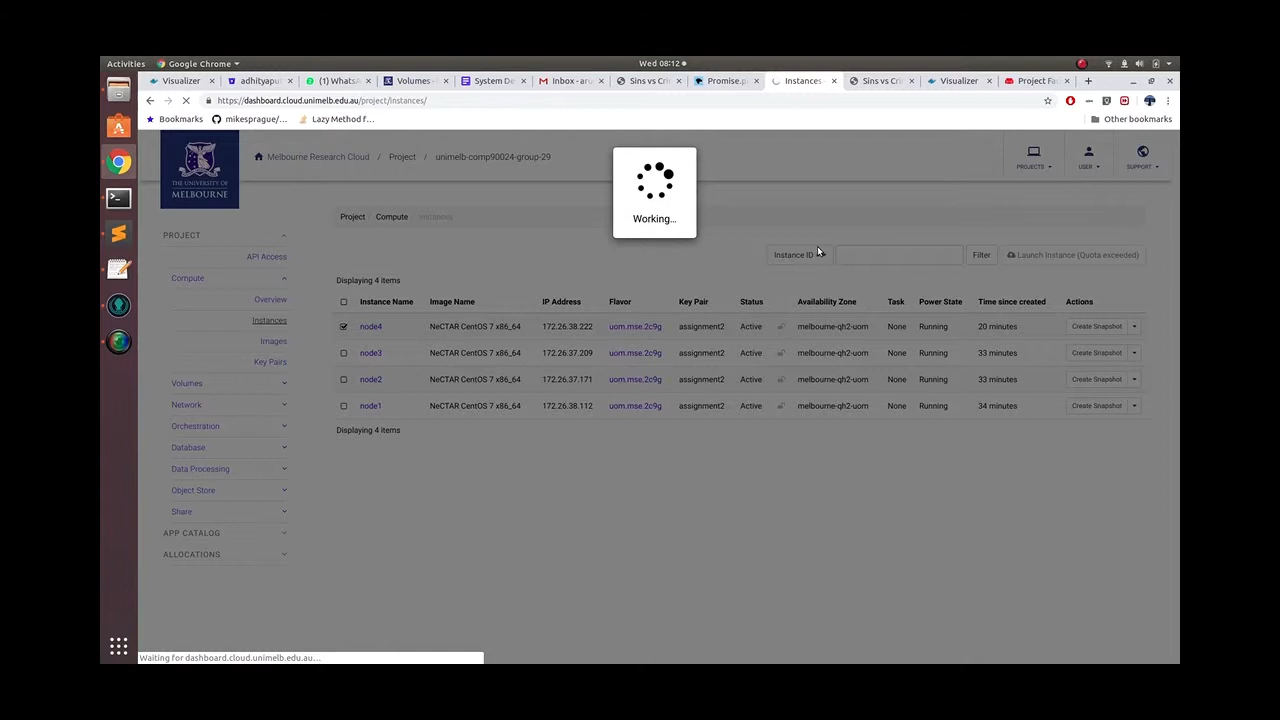 Activities Google Chrome Wed 08:12
Visualizer adhityapu (1) Whats Volumes System De Inbox - Sins vs Cri Promise.p Instances Sins vs Cri Visualizer Project Fa
https://dashboard.cloud.unimelb.edu.au/project/instances/
Bookmarks mikesprague/... Lazy Method f... Other bookmarks
THE UNIVERSITY OF
MELBOURNE
Melbourne Research Cloud / Project / unimelb-comp90024-group-29
PROJECTS USER SUPPORT
Working...
Project Compute Instances
PROJECT
API Access
Compute
Overview
Instances
Images
Key Pairs
Volumes
Network
Orchestration
Database
Data Processing
Object Store
Share
APP CATALOG
ALLOCATIONS
Instance ID Filter Launch Instance (Quota exceeded)
Displaying 4 items
Instance Name Image Name IP Address Flavor Key Pair Status Availability Zone Task Power State Time since created Actions
node4 NeCTAR CentOS 7 x86_64 172.26.38.222 uom.mse.2c9g assignment2 Active melbourne-qh2-uom None Running 20 minutes Create Snapshot
node3 NeCTAR CentOS 7 x86_64 172.26.37.209 uom.mse.2c9g assignment2 Active melbourne-qh2-uom None Running 33 minutes Create Snapshot
node2 NeCTAR CentOS 7 x86_64 172.26.37.171 uom.mse.2c9g assignment2 Active melbourne-qh2-uom None Running 33 minutes Create Snapshot
node1 NeCTAR CentOS 7 x86_64 172.26.38.112 uom.mse.2c9g assignment2 Active melbourne-qh2-uom None Running 34 minutes Create Snapshot
Displaying 4 items
Waiting for dashboard.cloud.unimelb.edu.au...